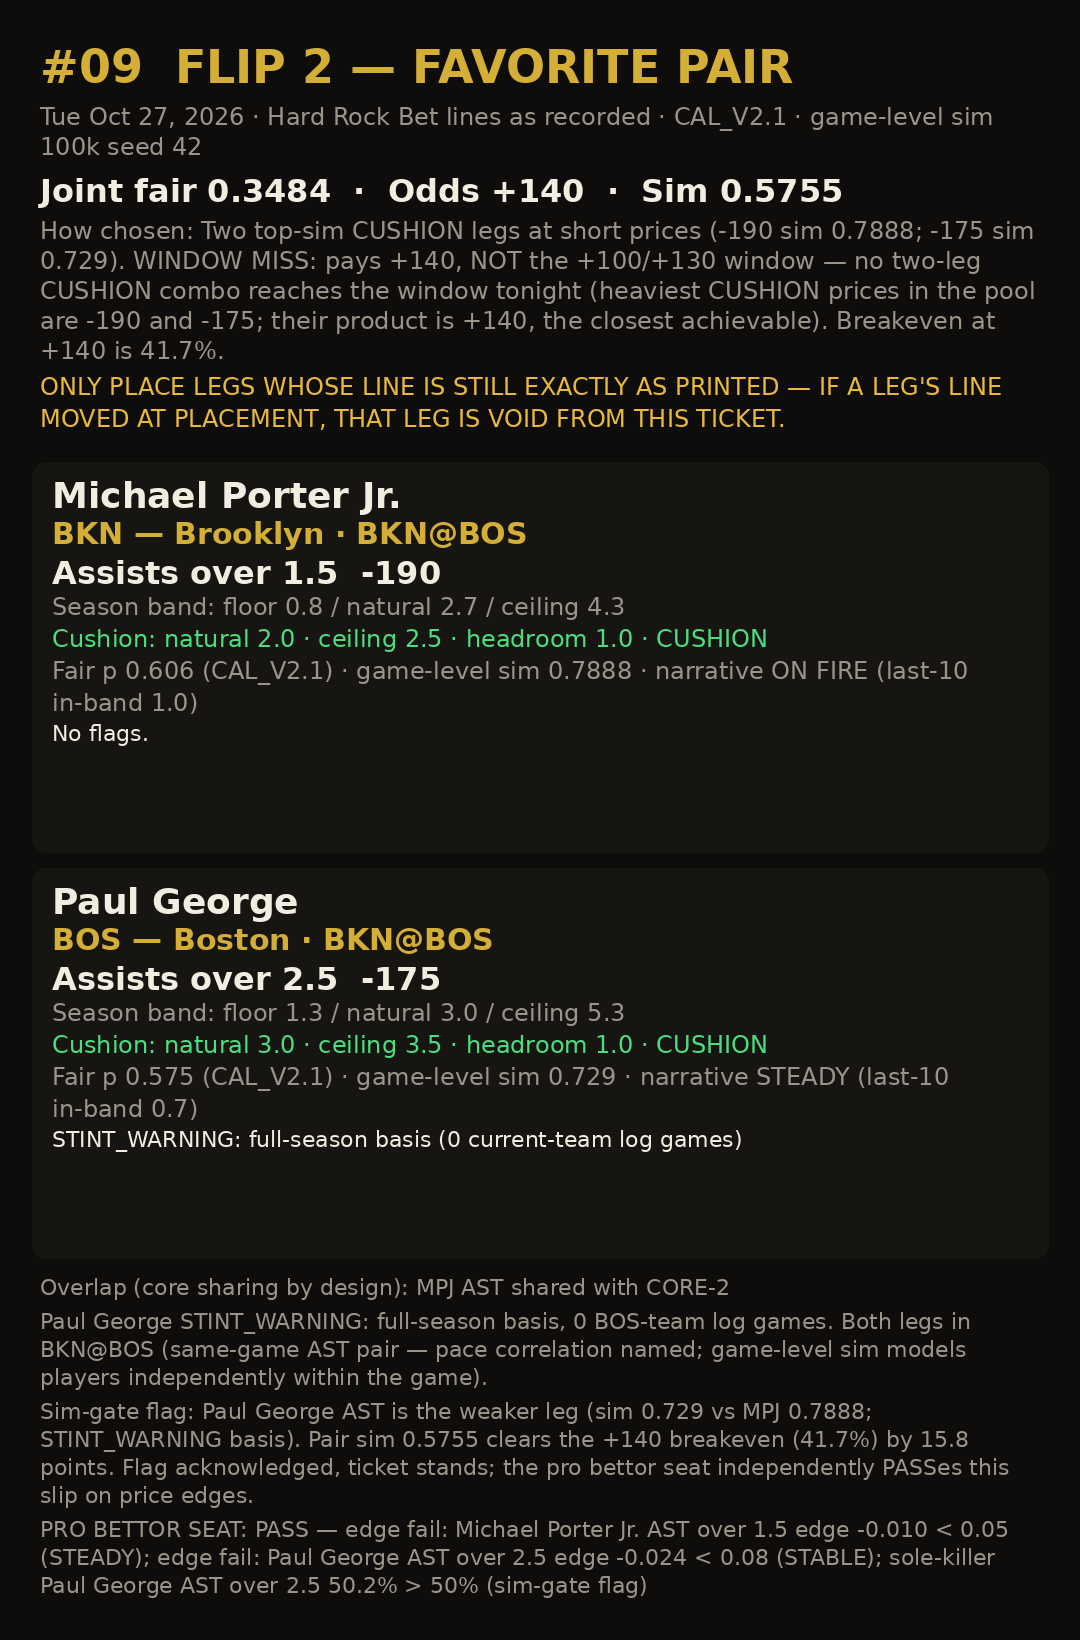 #09 FLIP 2 — FAVORITE PAIR
Tue Oct 27, 2026 · Hard Rock Bet lines as recorded · CAL_V2.1 · game-level sim
100k seed 42
Joint fair 0.3484 · Odds +140 · Sim 0.5755
How chosen: Two top-sim CUSHION legs at short prices (-190 sim 0.7888; -175 sim
0.729). WINDOW MISS: pays +140, NOT the +100/+130 window — no two-leg
CUSHION combo reaches the window tonight (heaviest CUSHION prices in the pool
are -190 and -175; their product is +140, the closest achievable). Breakeven at
+140 is 41.7%.
ONLY PLACE LEGS WHOSE LINE IS STILL EXACTLY AS PRINTED — IF A LEG'S LINE
MOVED AT PLACEMENT, THAT LEG IS VOID FROM THIS TICKET.
Michael Porter Jr.
BKN — Brooklyn · BKN@BOS
Assists over 1.5 -190
Season band: floor 0.8 / natural 2.7 / ceiling 4.3
Cushion: natural 2.0 · ceiling 2.5 · headroom 1.0 · CUSHION
Fair p 0.606 (CAL_V2.1) · game-level sim 0.7888 · narrative ON FIRE (last-10
in-band 1.0)
No flags.
Paul George
BOS — Boston · BKN@BOS
Assists over 2.5 -175
Season band: floor 1.3 / natural 3.0 / ceiling 5.3
Cushion: natural 3.0 · ceiling 3.5 · headroom 1.0 · CUSHION
Fair p 0.575 (CAL_V2.1) · game-level sim 0.729 · narrative STEADY (last-10
in-band 0.7)
STINT_WARNING: full-season basis (0 current-team log games)
Overlap (core sharing by design): MPJ AST shared with CORE-2
Paul George STINT_WARNING: full-season basis, 0 BOS-team log games. Both legs in
BKN@BOS (same-game AST pair — pace correlation named; game-level sim models
players independently within the game).
Sim-gate flag: Paul George AST is the weaker leg (sim 0.729 vs MPJ 0.7888;
STINT_WARNING basis). Pair sim 0.5755 clears the +140 breakeven (41.7%) by 15.8
points. Flag acknowledged, ticket stands; the pro bettor seat independently PASSes this
slip on price edges.
PRO BETTOR SEAT: PASS — edge fail: Michael Porter Jr. AST over 1.5 edge -0.010 < 0.05
(STEADY); edge fail: Paul George AST over 2.5 edge -0.024 < 0.08 (STABLE); sole-killer
Paul George AST over 2.5 50.2% > 50% (sim-gate flag)